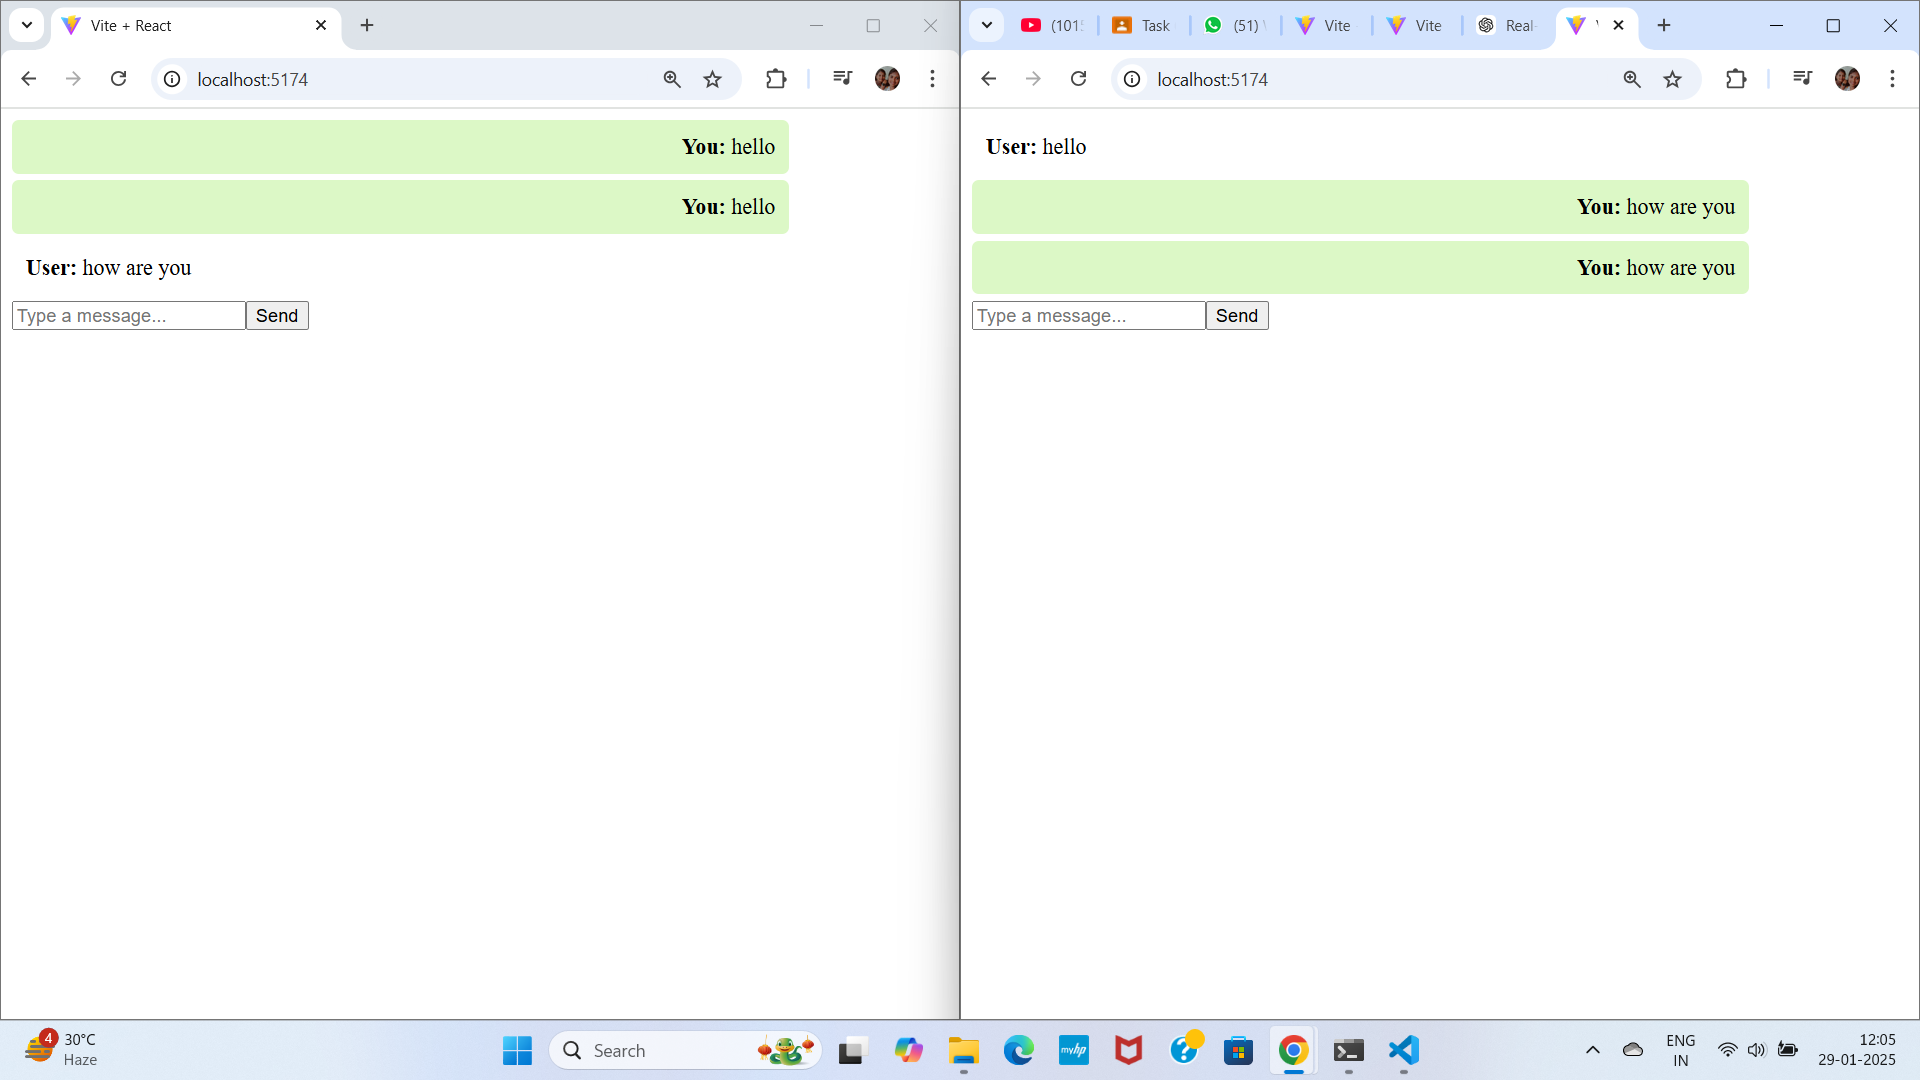 Vite + React
localhost:5174
You: hello
You: hello
User: how are you
Type a message...
Send
(101
Task
(51)
Vite
Vite
Real-
localhost:5174
User: hello
You: how are you
You: how are you
Type a message...
Send
4
30°C
Haze
Search
myhp
ENG
IN
12:05
29-01-2025